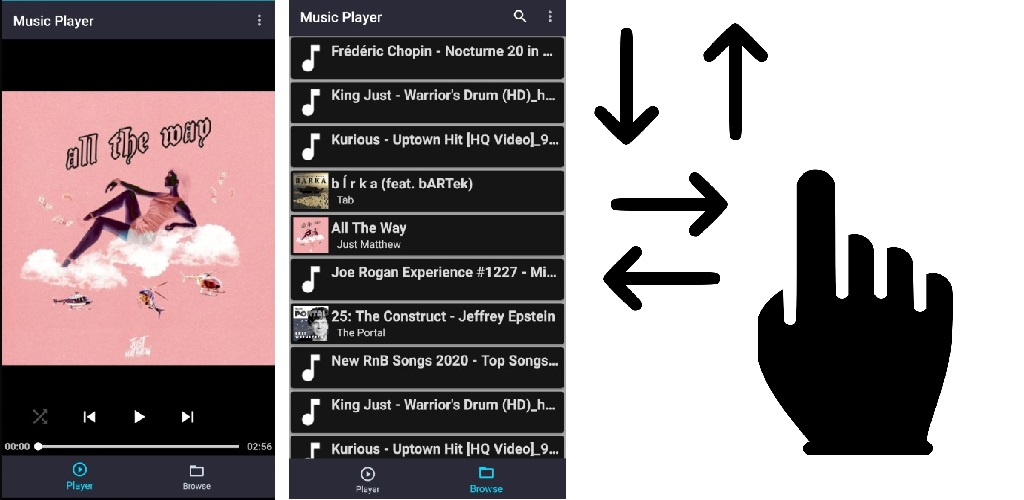 Music Player
all the way
00:00
02:56
Player
Browse
Music Player
Frédéric Chopin - Nocturne 20 in ...
King Just - Warrior's Drum (HD)_h...
Kurious - Uptown Hit [HQ Video]_9...
b ÍrKa (feat. bARTek)
Tab
All The Way
Just Matthew
Joe Rogan Experience #1227 - Mi...
25: The Construct - Jeffrey Epstein
The Portal
New RnB Songs 2020 - Top Songs...
King Just - Warrior's Drum (HD)_h...
Kurious - Uptown Hit [HQ Video]_9...
Player
Browse